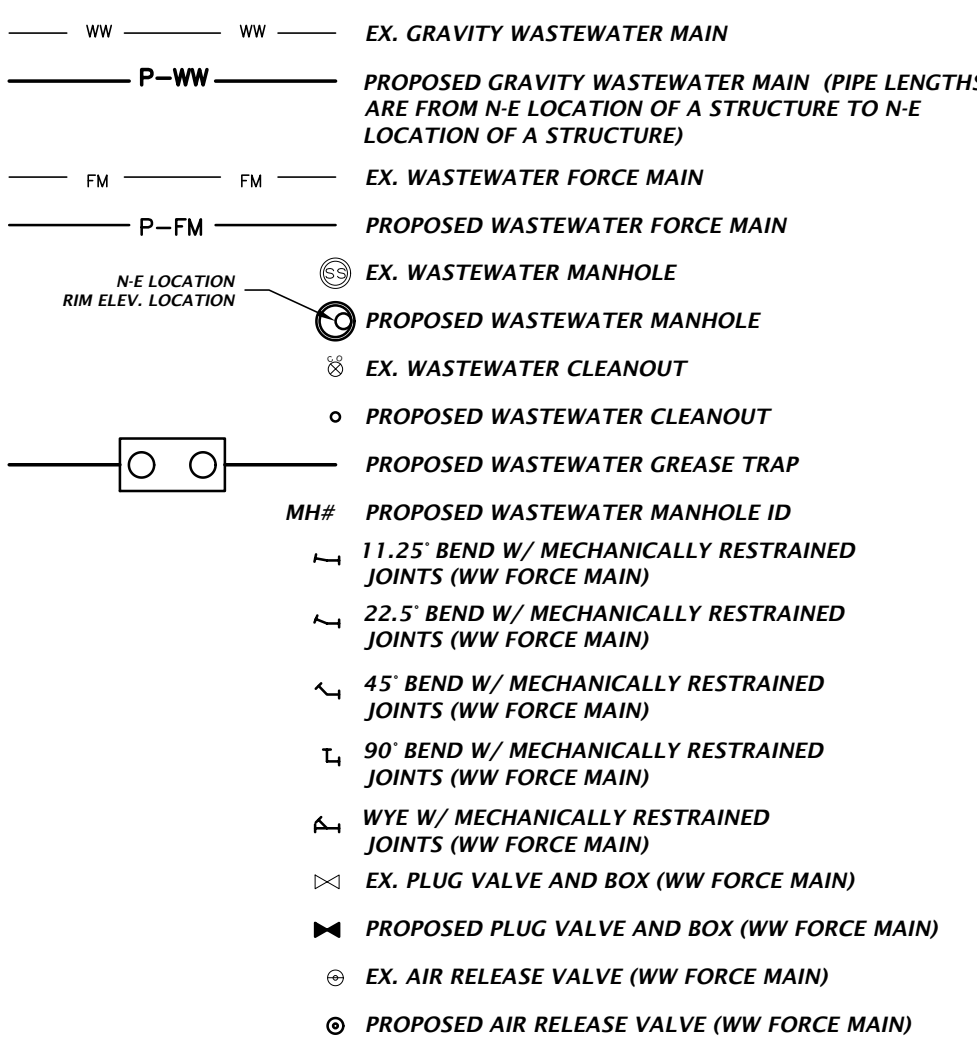 WW WW EX. GRAVITY WASTEWATER MAIN
P-WW PROPOSED GRAVITY WASTEWATER MAIN (PIPE LENGTHS
ARE FROM N-E LOCATION OF A STRUCTURE TO N-E
LOCATION OF A STRUCTURE)
FM FM EX. WASTEWATER FORCE MAIN
P-FM PROPOSED WASTEWATER FORCE MAIN
SS EX. WASTEWATER MANHOLE
N-E LOCATION
RIM ELEV. LOCATION
PROPOSED WASTEWATER MANHOLE
CO EX. WASTEWATER CLEANOUT
PROPOSED WASTEWATER CLEANOUT
PROPOSED WASTEWATER GREASE TRAP
MH# PROPOSED WASTEWATER MANHOLE ID
11.25° BEND W/ MECHANICALLY RESTRAINED
JOINTS (WW FORCE MAIN)
22.5° BEND W/ MECHANICALLY RESTRAINED
JOINTS (WW FORCE MAIN)
45° BEND W/ MECHANICALLY RESTRAINED
JOINTS (WW FORCE MAIN)
90° BEND W/ MECHANICALLY RESTRAINED
JOINTS (WW FORCE MAIN)
WYE W/ MECHANICALLY RESTRAINED
JOINTS (WW FORCE MAIN)
EX. PLUG VALVE AND BOX (WW FORCE MAIN)
PROPOSED PLUG VALVE AND BOX (WW FORCE MAIN)
EX. AIR RELEASE VALVE (WW FORCE MAIN)
PROPOSED AIR RELEASE VALVE (WW FORCE MAIN)